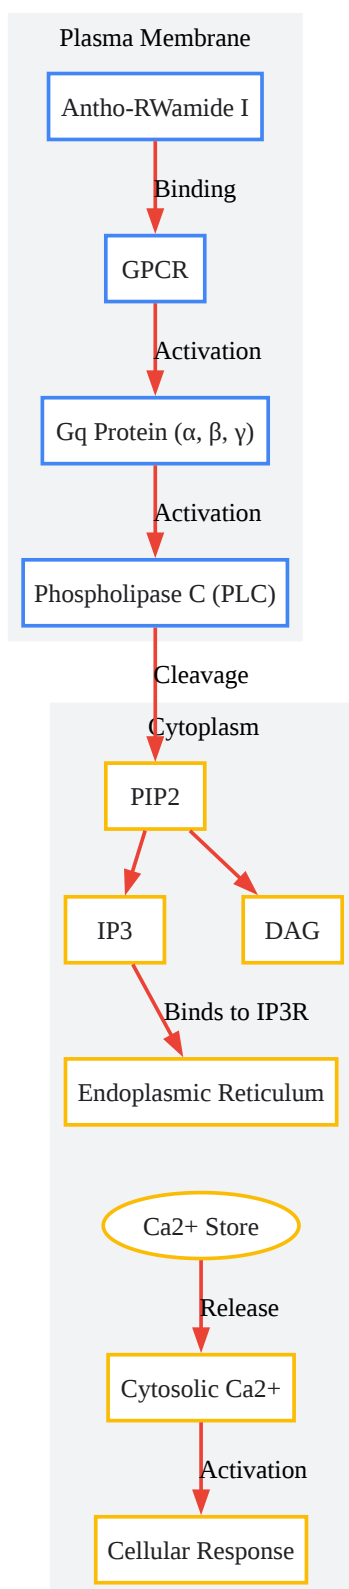 Plasma Membrane
Antho-RWamide I
Binding
GPCR
Activation
Gq Protein (α, β, γ)
Activation
Phospholipase C (PLC)
Cleavage
Cytoplasm
PIP2
IP3
DAG
Binds to IP3R
Endoplasmic Reticulum
Ca2+ Store
Release
Cytosolic Ca2+
Activation
Cellular Response